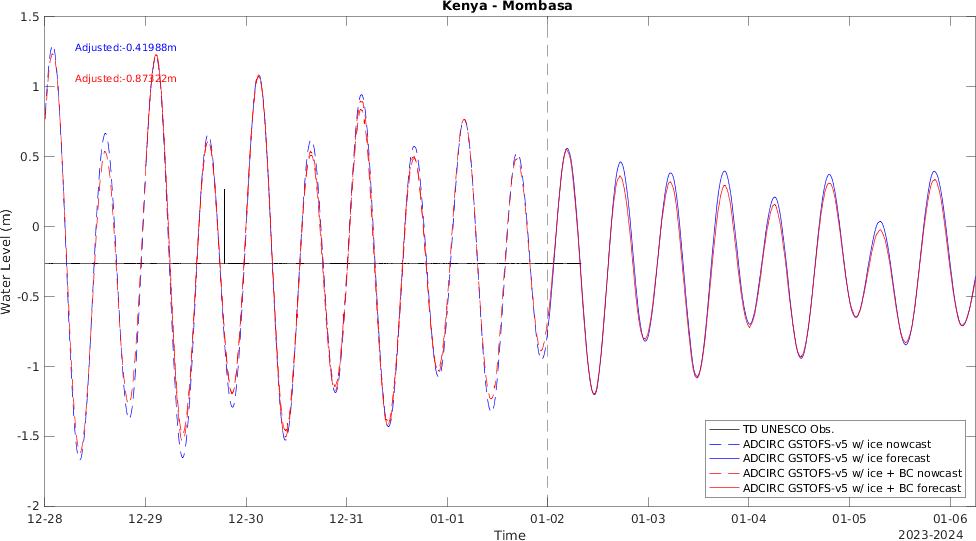 Kenya - Mombasa
1.5
Adjusted:-0.41988m
Adjusted:-0.87322m
1
0.5
0
-0.5
-1
-1.5
-2
Water Level (m)
TD UNESCO Obs.
ADCIRC GSTOFS-v5 w/ ice nowcast
ADCIRC GSTOFS-v5 w/ ice forecast
ADCIRC GSTOFS-v5 w/ ice + BC nowcast
ADCIRC GSTOFS-v5 w/ ice + BC forecast
12-28 12-29 12-30 12-31 01-01 01-02 01-03 01-04 01-05 01-06
Time
2023-2024